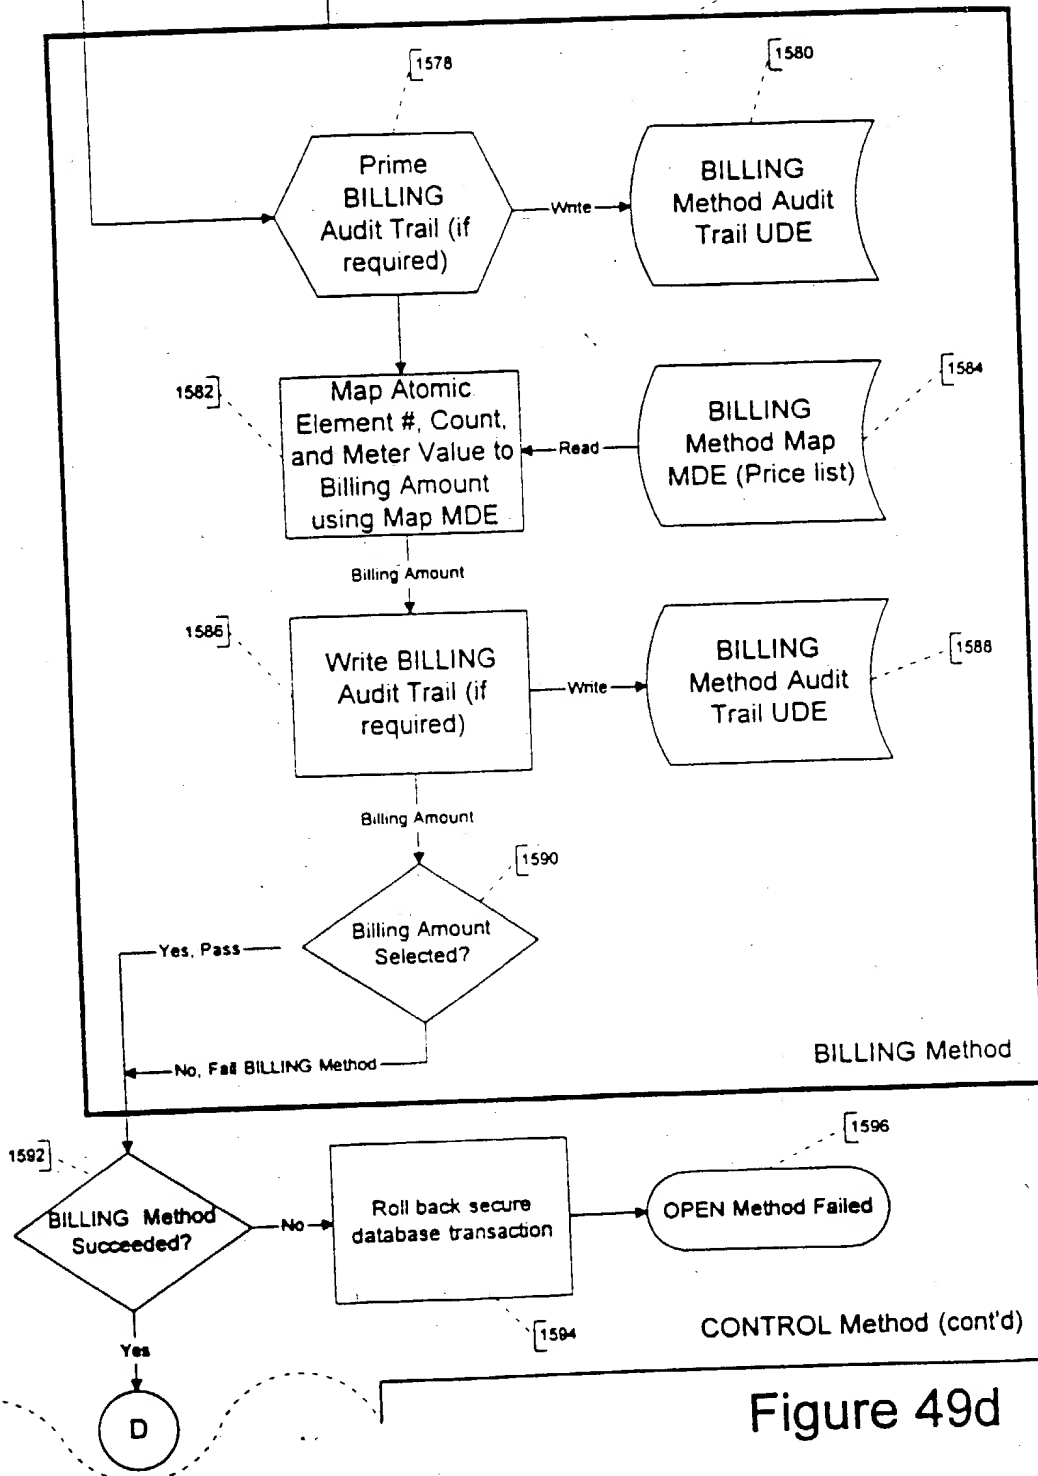 1578
1580
Prime
BILLING
Audit Trail (if
required)
Write
BILLING
Method Audit
Trail UDE
1582
Map Atomic
Element #, Count,
and Meter Value to
Billing Amount
using Map MDE
Read
BILLING
Method Map
MDE (Price list)
1584
Billing Amount
1586
Write BILLING
Audit Trail (if
required)
Write
BILLING
Method Audit
Trail UDE
1588
Billing Amount
1590
Billing Amount
Selected?
Yes, Pass
No, Fail BILLING Method
BILLING Method
1592
BILLING Method
Succeeded?
No
Roll back secure
database transaction
1594
OPEN Method Failed
1596
CONTROL Method (cont'd)
Yes
D
Figure 49d